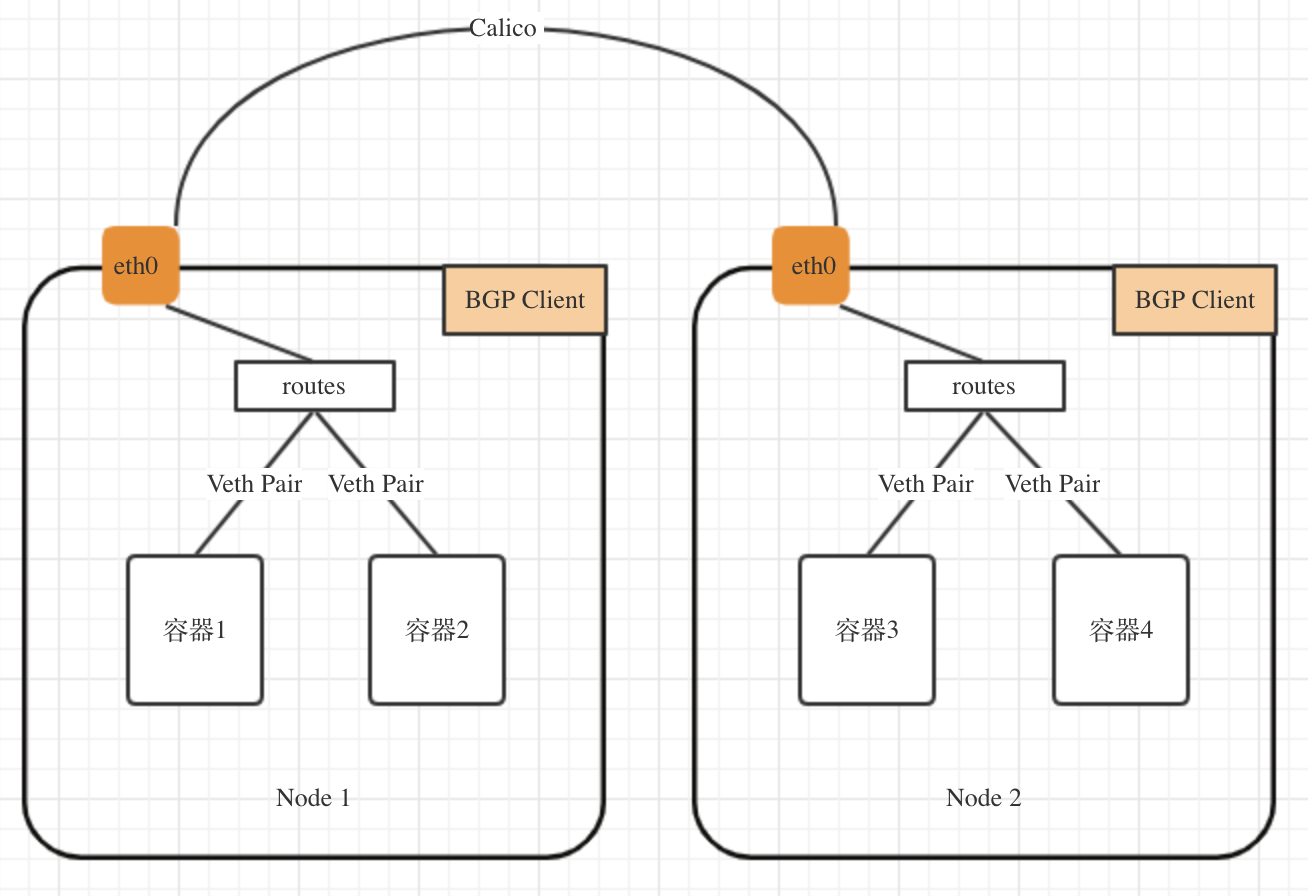 Calico
eth0
eth0
BGP Client
BGP Client
routes
routes
Veth Pair
Veth Pair
Veth Pair
Veth Pair
容器1
容器2
容器3
容器4
Node 1
Node 2